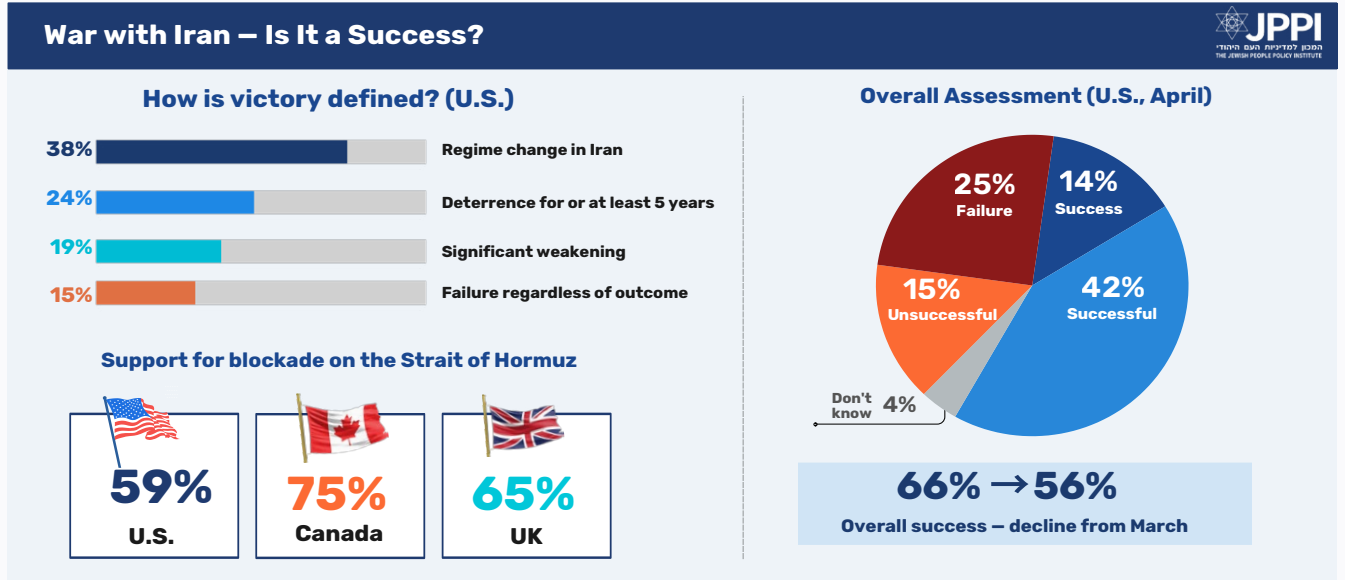 War with Iran – Is It a Success?
JPPI
המכון למדיניות העם היהודי
THE JEWISH PEOPLE POLICY INSTITUTE
How is victory defined? (U.S.)
38% Regime change in Iran
24% Deterrence for or at least 5 years
19% Significant weakening
15% Failure regardless of outcome
Support for blockade on the Strait of Hormuz
59%
U.S.
75%
Canada
65%
UK
Overall Assessment (U.S., April)
25%
Failure
14%
Success
15%
Unsuccessful
42%
Successful
Don't
know 4%
66% → 56%
Overall success – decline from March